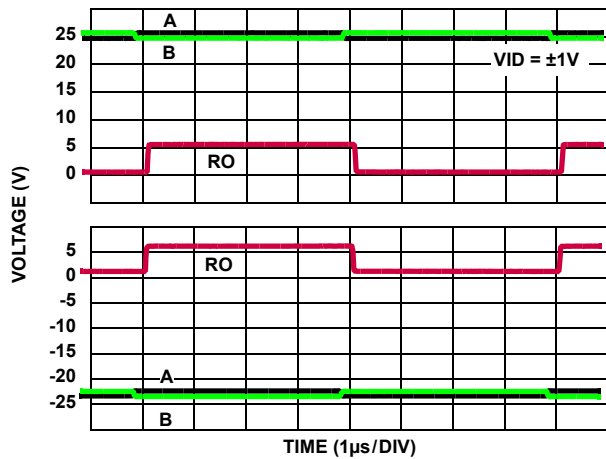 A
25
B
VID = ±1V
20
15
10
5
RO
0
VOLTAGE (V)
5
RO
0
-5
-10
-15
-20
A
-25
B
TIME (1µs/DIV)